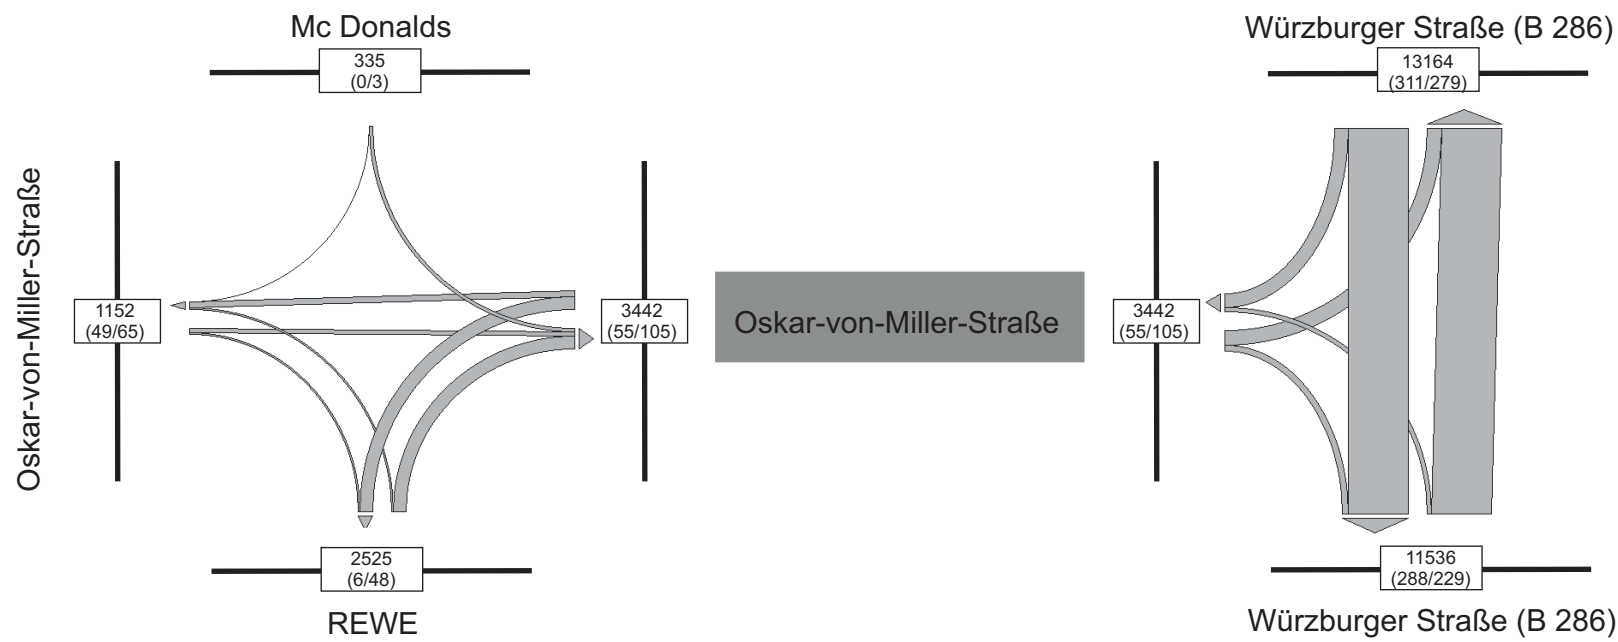 Mc Donalds
335
(0/3)
Oskar-von-Miller-Straße
1152
(49/65)
3442
(55/105)
2525
(6/48)
REWE
Oskar-von-Miller-Straße
Würzburger Straße (B 286)
13164
(311/279)
3442
(55/105)
11536
(288/229)
Würzburger Straße (B 286)